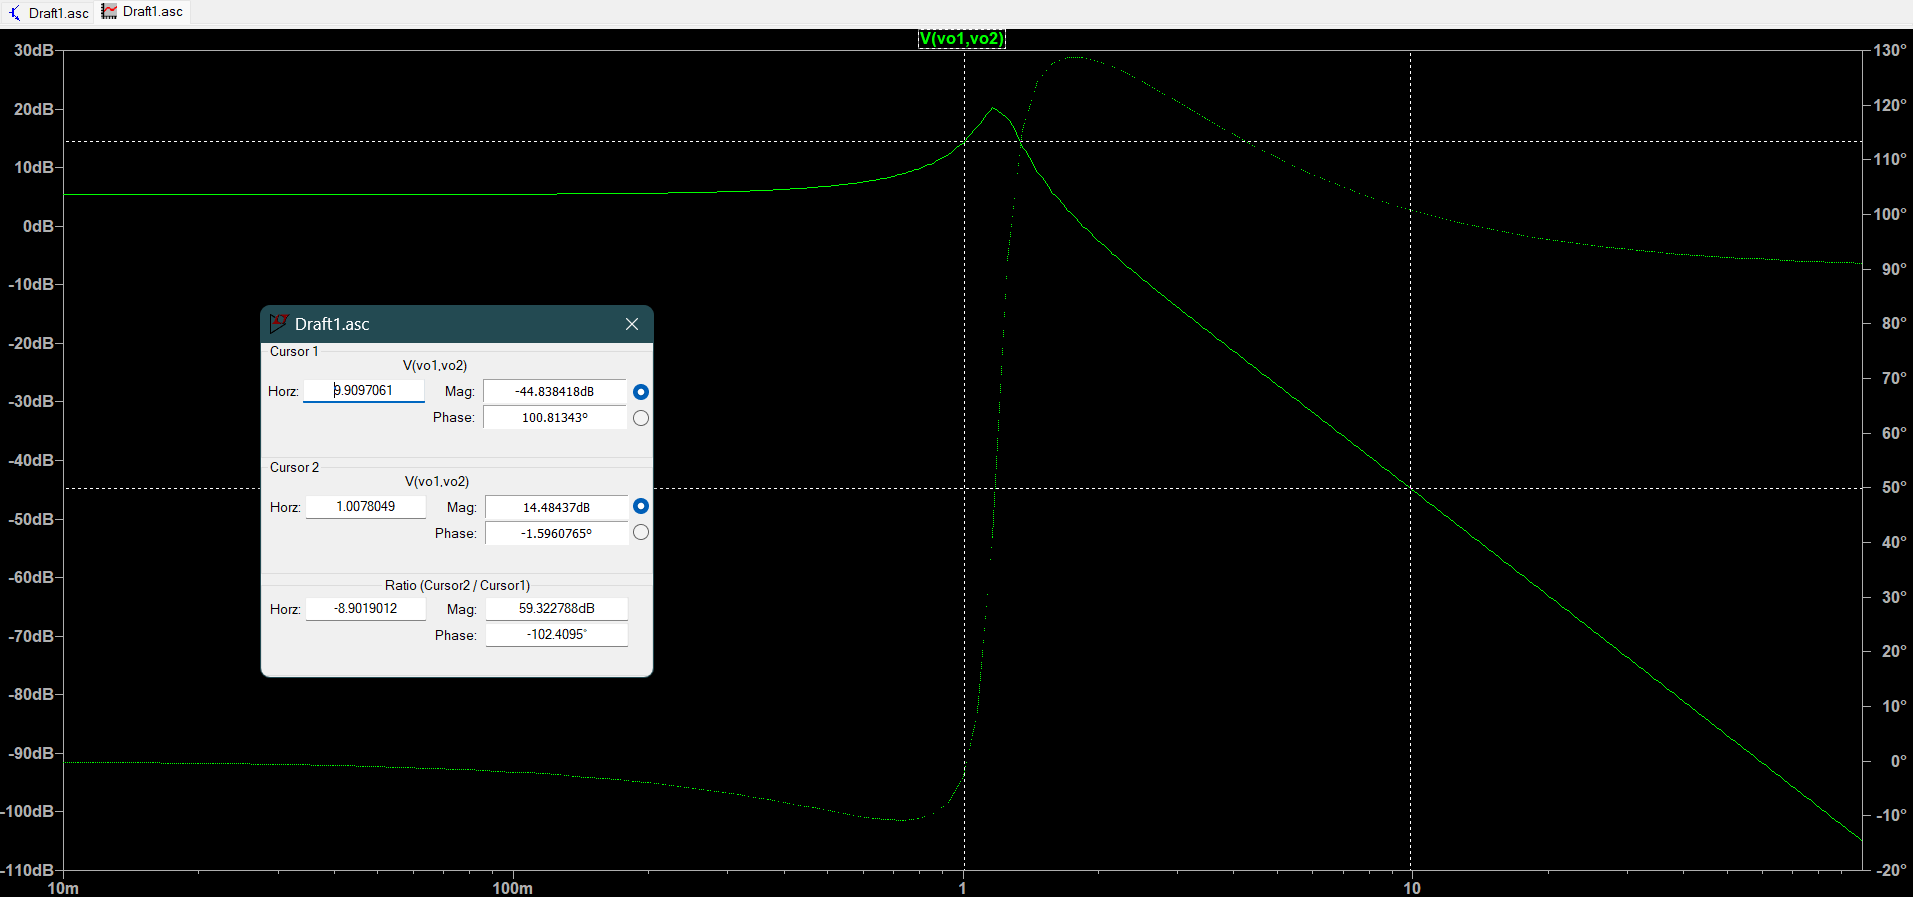 Draft1.asc Draft1.asc
V(vo1,vo2)
30dB
20dB
10dB
0dB
-10dB
-20dB
-30dB
-40dB
-50dB
-60dB
-70dB
-80dB
-90dB
-100dB
-110dB
130°
120°
110°
100°
90°
80°
70°
60°
50°
40°
30°
20°
10°
0°
-10°
-20°
10m 100m 1 10
Draft1.asc
Cursor 1
V(vo1,vo2)
Horz: 9.9097061 Mag: -44.838418dB
Phase: 100.81343º
Cursor 2
V(vo1,vo2)
Horz: 1.0078049 Mag: 14.48437dB
Phase: -1.5960765º
Ratio (Cursor2 / Cursor1)
Horz: -8.9019012 Mag: 59.322788dB
Phase: -102.4095°